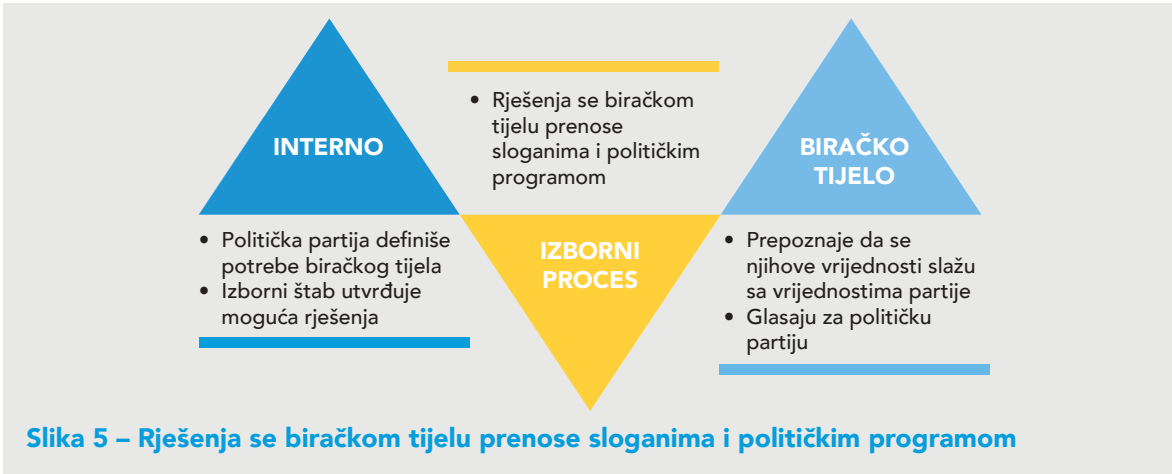 INTERNO
• Politička partija definiše
potrebe biračkog tijela
• Izborni štab utvrđuje
moguća rješenja
• Rješenja se biračkom
tijelu prenose
sloganima i političkim
programom
IZBORNI
PROCES
BIRAČKO
TIJELO
• Prepoznaje da se
njihove vrijednosti slažu
sa vrijednostima partije
• Glasaju za političku
partiju
Slika 5 – Rješenja se biračkom tijelu prenose sloganima i političkim programom